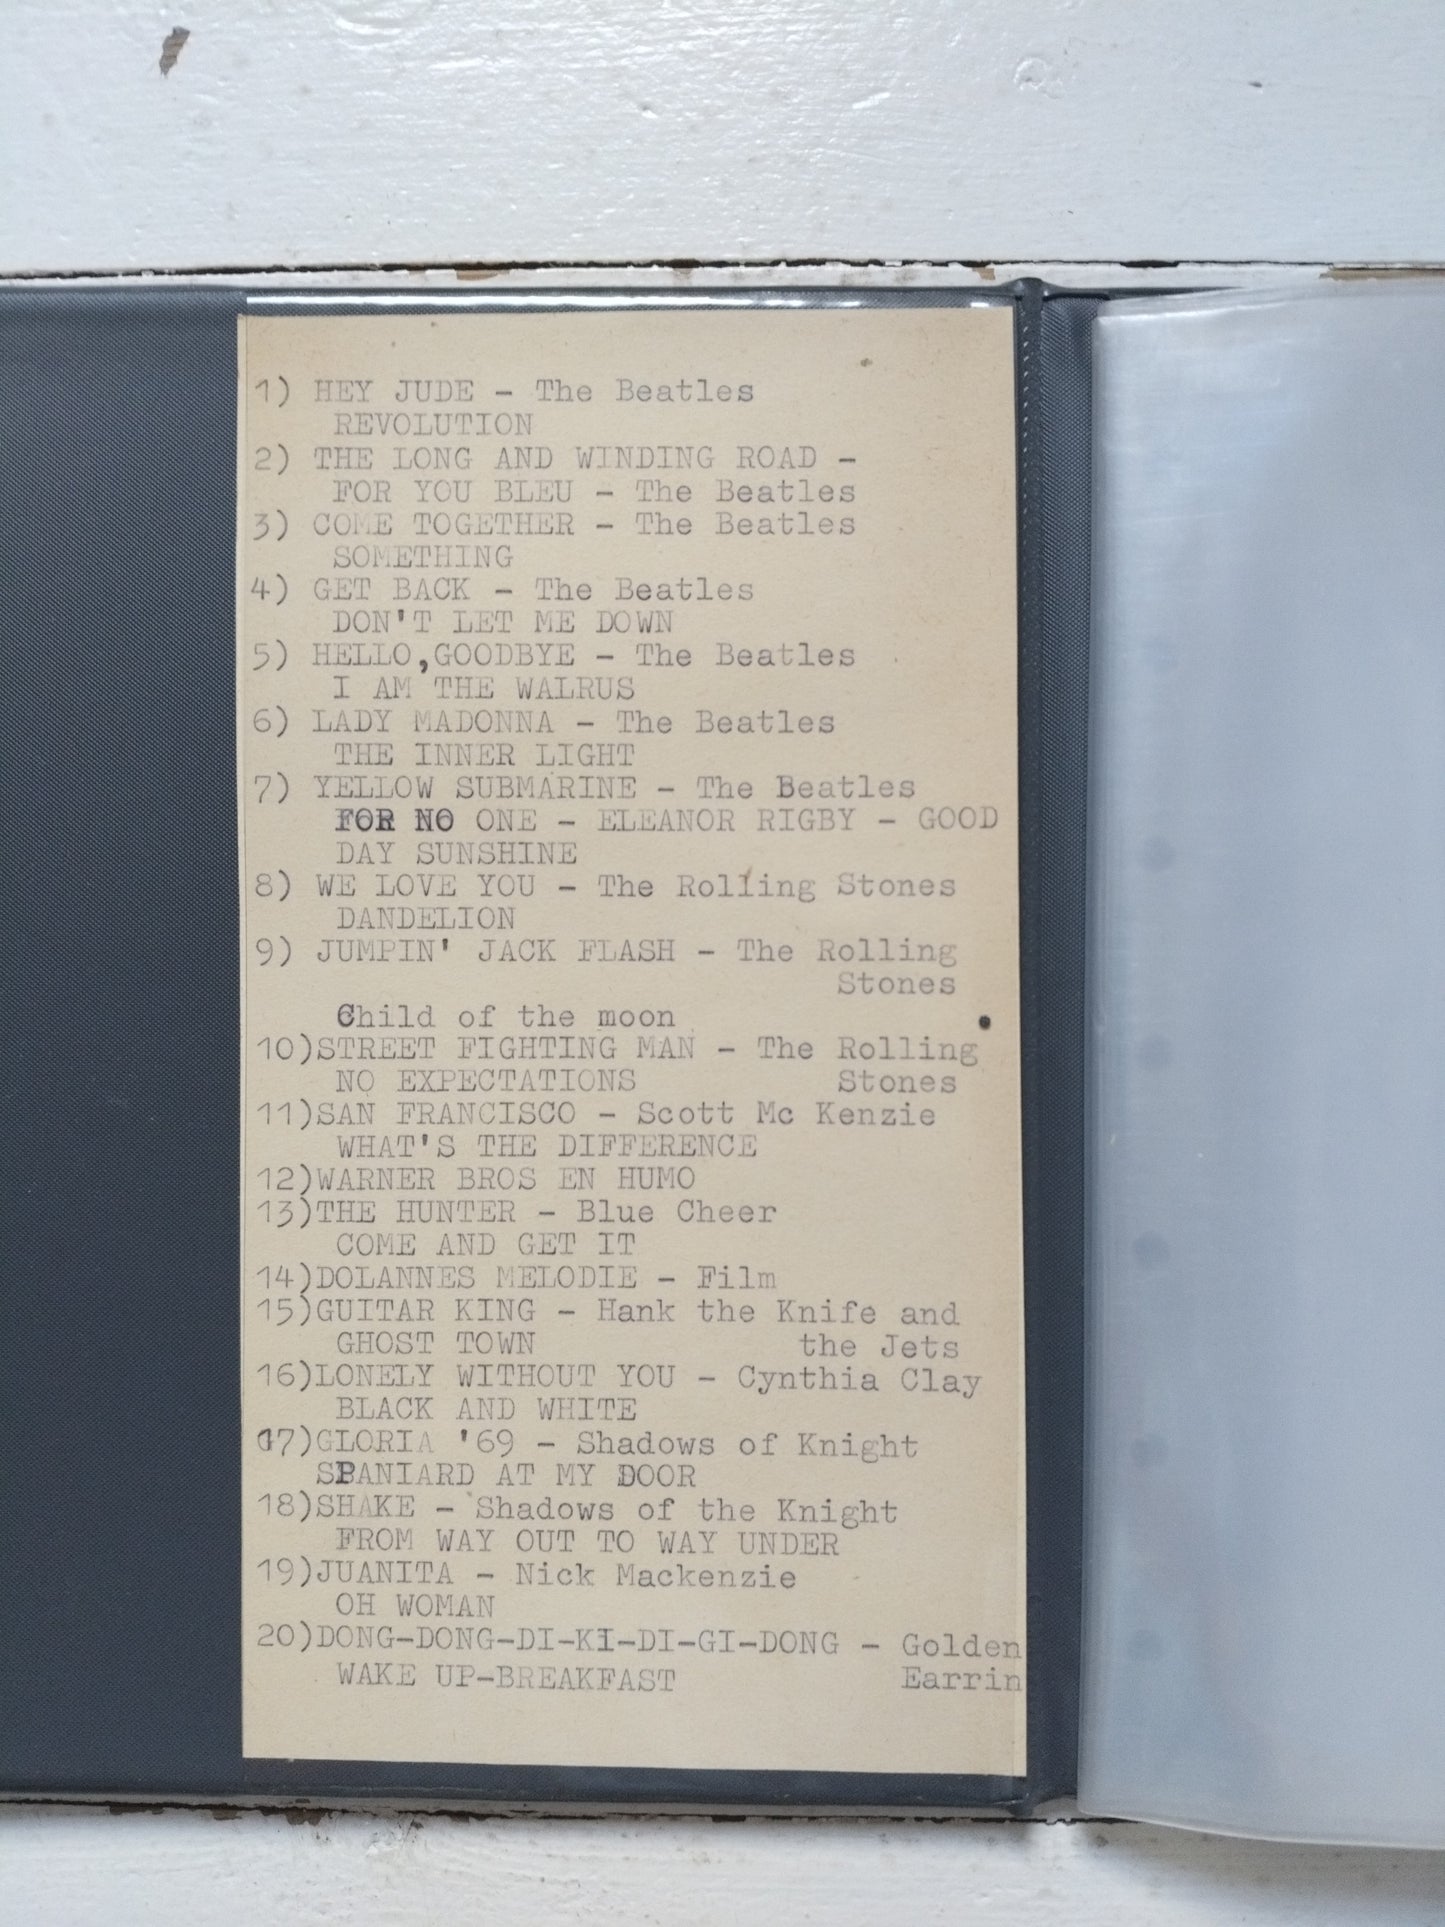 1) HEY JUDE - The Beatles
REVOLUTION
2) THE LONG AND WINDING ROAD -
FOR YOU BLEU - The Beatles
3) COME TOGETHER - The Beatles
SOMETHING
4) GET BACK - The Beatles
DON'T LET ME DOWN
5) HELLO,GOODBYE - The Beatles
I AM THE WALRUS
6) LADY MADONNA - The Beatles
THE INNER LIGHT
7) YELLOW SUBMARINE - The Beatles
FOR NO ONE - ELEANOR RIGBY - GOOD
DAY SUNSHINE
8) WE LOVE YOU - The Rolling Stones
DANDELION
9) JUMPIN' JACK FLASH - The Rolling
Stones
Child of the moon
10)STREET FIGHTING MAN - The Rolling
NO EXPECTATIONS Stones
11)SAN FRANCISCO - Scott Mc Kenzie
WHAT'S THE DIFFERENCE
12)WARNER BROS EN HUMO
13)THE HUNTER - Blue Cheer
COME AND GET IT
14)DOLANNES MELODIE - Film
15)GUITAR KING - Hank the Knife and
GHOST TOWN the Jets
16)LONELY WITHOUT YOU - Cynthia Clay
BLACK AND WHITE
17)GLORIA '69 - Shadows of Knight
SPANIARD AT MY DOOR
18)SHAKE - Shadows of the Knight
FROM WAY OUT TO WAY UNDER
19)JUANITA - Nick Mackenzie
OH WOMAN
20)DONG-DONG-DI-KI-DI-GI-DONG - Golden
WAKE UP-BREAKFAST Earrin